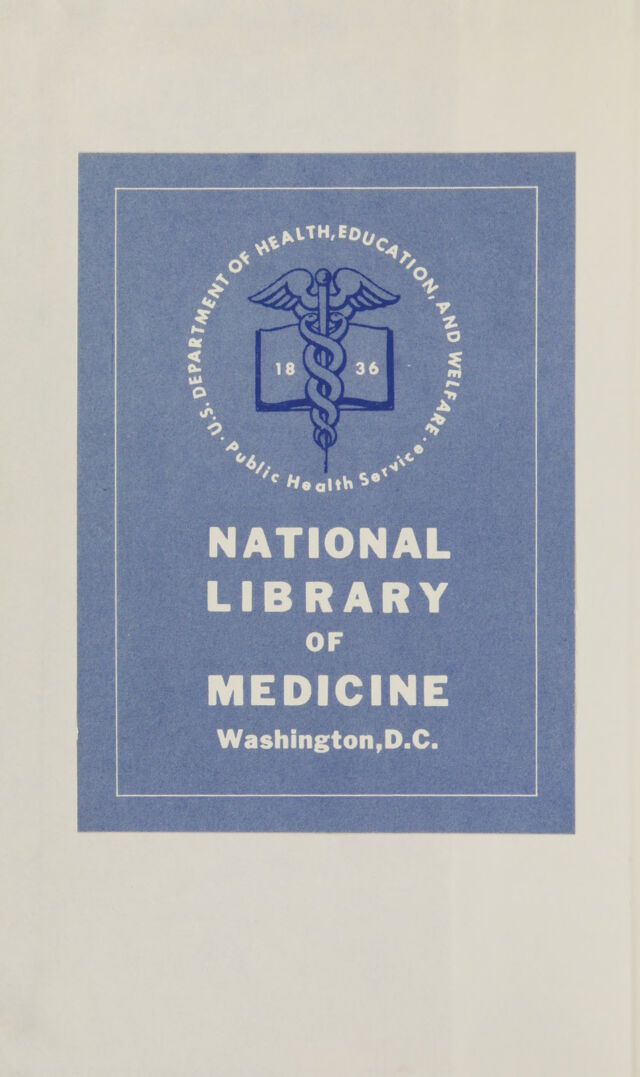 U.S. DEPARTMENT OF HEALTH, EDUCATION, AND WELFARE ·
Public Health Service ·
18 36
NATIONAL
LIBRARY
OF
MEDICINE
Washington, D.C.